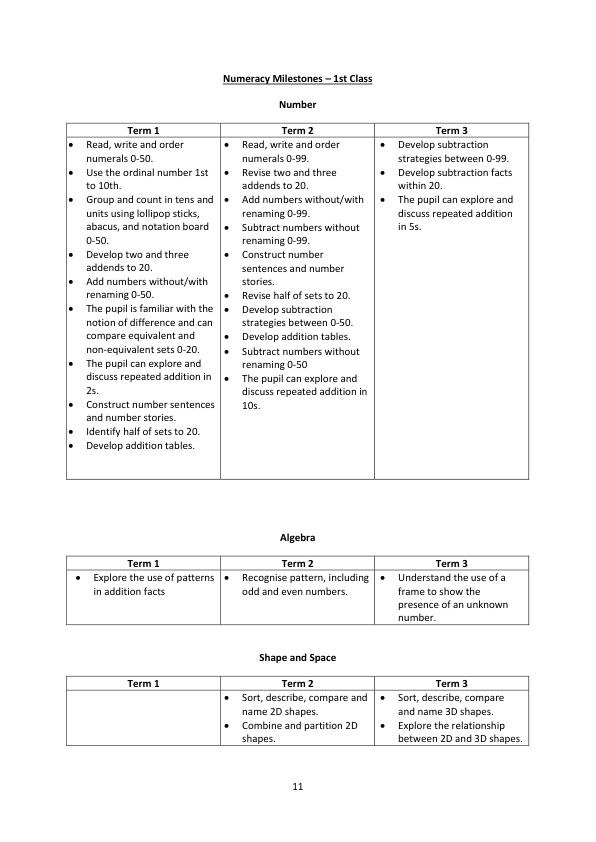 Numeracy Milestones – 1st Class
Number
Term 1
• Read, write and order
numerals 0-50.
• Use the ordinal number 1st
to 10th.
• Group and count in tens and
units using lollipop sticks,
abacus, and notation board
0-50.
• Develop two and three
addends to 20.
• Add numbers without/with
renaming 0-50.
• The pupil is familiar with the
notion of difference and can
compare equivalent and
non-equivalent sets 0-20.
• The pupil can explore and
discuss repeated addition in
2s.
• Construct number sentences
and number stories.
• Identify half of sets to 20.
• Develop addition tables.
Term 2
• Read, write and order
numerals 0-99.
• Revise two and three
addends to 20.
• Add numbers without/with
renaming 0-99.
• Subtract numbers without
renaming 0-99.
• Construct number
sentences and number
stories.
• Revise half of sets to 20.
• Develop subtraction
strategies between 0-50.
• Develop addition tables.
• Subtract numbers without
renaming 0-50
• The pupil can explore and
discuss repeated addition in
10s.
Term 3
• Develop subtraction
strategies between 0-99.
• Develop subtraction facts
within 20.
• The pupil can explore and
discuss repeated addition
in 5s.
Algebra
Term 1
• Explore the use of patterns
in addition facts
Term 2
• Recognise pattern, including
odd and even numbers.
Term 3
• Understand the use of a
frame to show the
presence of an unknown
number.
Shape and Space
Term 1
Term 2
• Sort, describe, compare and
name 2D shapes.
• Combine and partition 2D
shapes.
Term 3
• Sort, describe, compare
and name 3D shapes.
• Explore the relationship
between 2D and 3D shapes.
11